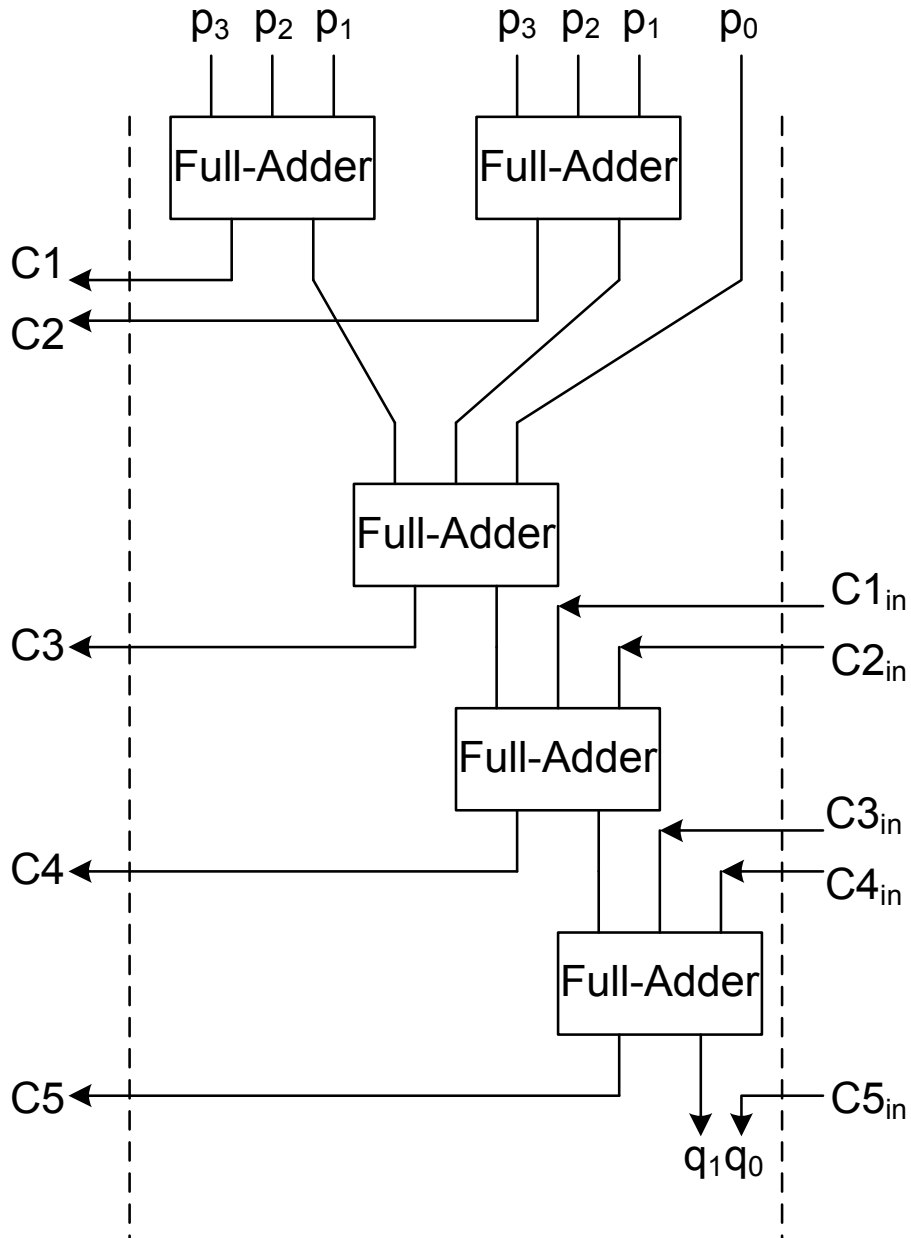 p₃ p₂ p₁ p₃ p₂ p₁ p₀
Full-Adder Full-Adder
C1
C2
Full-Adder
C1ᵢₙ
C3
C2ᵢₙ
Full-Adder
C3ᵢₙ
C4
C4ᵢₙ
Full-Adder
C5
C5ᵢₙ
q₁q₀